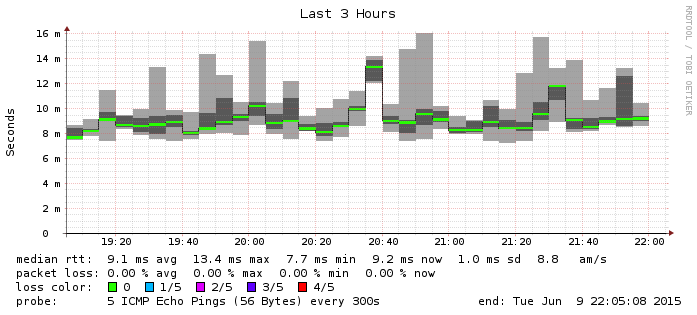 Last 3 Hours
RRDTOOL / TOBI OETIKER
Seconds
16 m
14 m
12 m
10 m
8 m
6 m
4 m
2 m
0
19:20 19:40 20:00 20:20 20:40 21:00 21:20 21:40 22:00
median rtt: 9.1 ms avg 13.4 ms max 7.7 ms min 9.2 ms now 1.0 ms sd 8.8 am/s
packet loss: 0.00 % avg 0.00 % max 0.00 % min 0.00 % now
loss color: 0 1/5 2/5 3/5 4/5
probe: 5 ICMP Echo Pings (56 Bytes) every 300s end: Tue Jun 9 22:05:08 2015